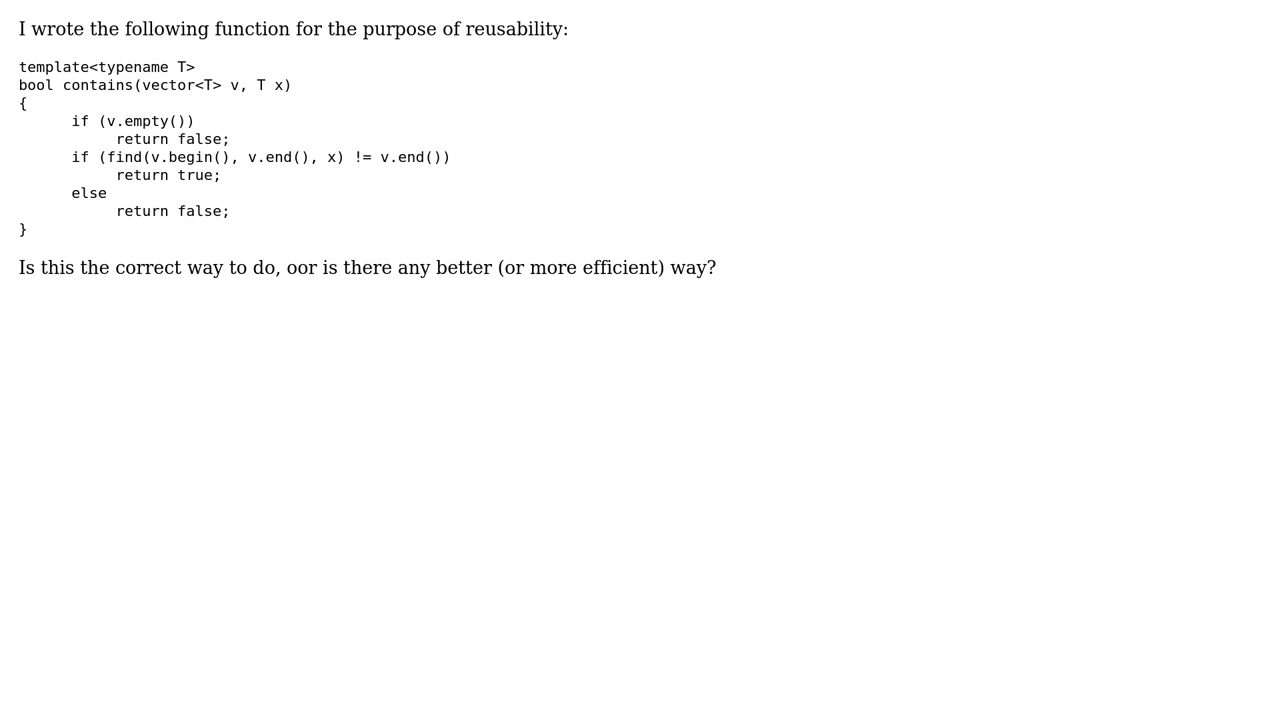 I wrote the following function for the purpose of reusability:
template<typename T>
bool contains(vector<T> v, T x)
{
      if (v.empty())
           return false;
      if (find(v.begin(), v.end(), x) != v.end())
           return true;
      else
           return false;
}
Is this the correct way to do, oor is there any better (or more efficient) way?